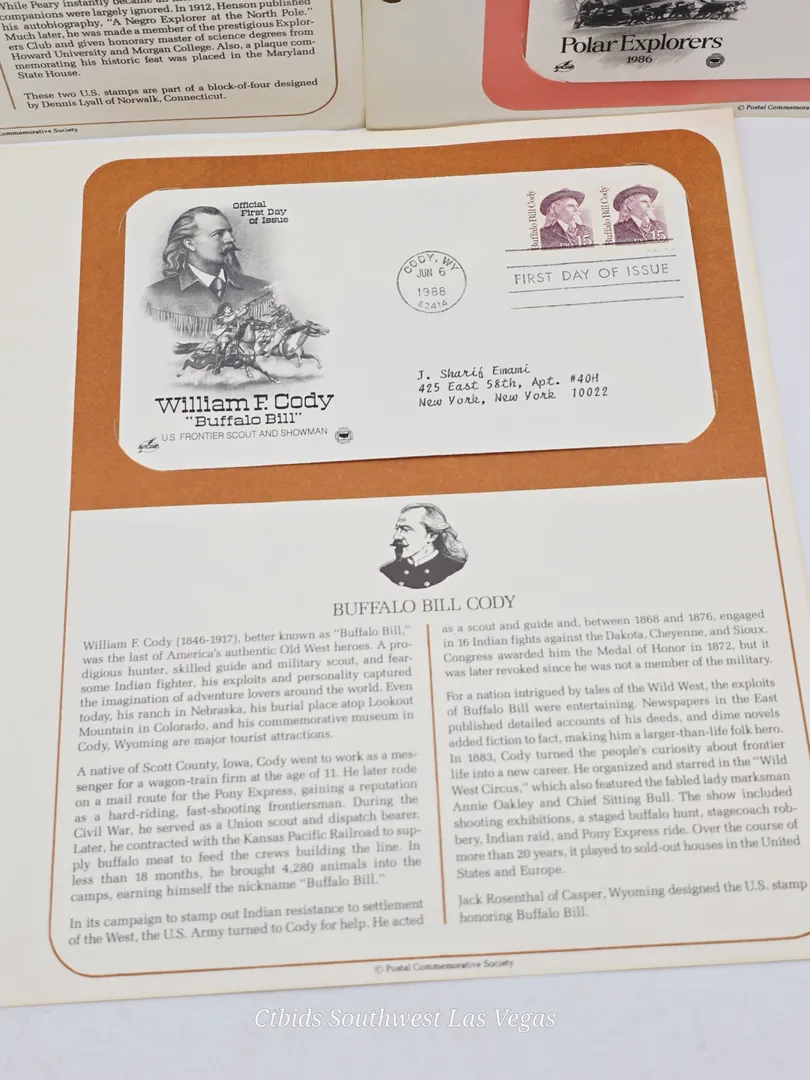 While Peary instantly became an
companions were largely ignored. In 1912, Henson published
his autobiography, "A Negro Explorer at the North Pole."
Much later, he was made a member of the prestigious Explor-
ers Club and given honorary master of science degrees from
Howard University and Morgan College. Also, a plaque com-
memorating his historic feat was placed in the Maryland
State House.
These two U.S. stamps are part of a block-of-four designed
by Dennis Lyall of Norwalk, Connecticut.
Commemorative Society
Polar Explorers
1986
© Postal Commemora
Official
First Day
of Issue
William F. Cody
"Buffalo Bill"
U.S. FRONTIER SCOUT AND SHOWMAN
CODY, WY
JUN 6
1988
82414
Buffalo Bill Cody
15
Buffalo Bill Cody
15
FIRST DAY OF ISSUE
J. Sharif Emami
425 East 58th, Apt. #40H
New York, New York 10022
BUFFALO BILL CODY
William F. Cody (1846-1917), better known as "Buffalo Bill,"
was the last of America's authentic Old West heroes. A pro-
digious hunter, skilled guide and military scout, and fear-
some Indian fighter, his exploits and personality captured
the imagination of adventure lovers around the world. Even
today, his ranch in Nebraska, his burial place atop Lookout
Mountain in Colorado, and his commemorative museum in
Cody, Wyoming are major tourist attractions.
A native of Scott County, Iowa, Cody went to work as a mes-
senger for a wagon-train firm at the age of 11. He later rode
on a mail route for the Pony Express, gaining a reputation
as a hard-riding, fast-shooting frontiersman. During the
Civil War, he served as a Union scout and dispatch bearer.
Later, he contracted with the Kansas Pacific Railroad to sup-
ply buffalo meat to feed the crews building the line. In
less than 18 months, he brought 4,280 animals into the
camps, earning himself the nickname "Buffalo Bill."
In its campaign to stamp out Indian resistance to settlement
of the West, the U.S. Army turned to Cody for help. He acted
as a scout and guide and, between 1868 and 1876, engaged
in 16 Indian fights against the Dakota, Cheyenne, and Sioux.
Congress awarded him the Medal of Honor in 1872, but it
was later revoked since he was not a member of the military.
For a nation intrigued by tales of the Wild West, the exploits
of Buffalo Bill were entertaining. Newspapers in the East
published detailed accounts of his deeds, and dime novels
added fiction to fact, making him a larger-than-life folk hero.
In 1883, Cody turned the people's curiosity about frontier
life into a new career. He organized and starred in the "Wild
West Circus," which also featured the fabled lady marksman
Annie Oakley and Chief Sitting Bull. The show included
shooting exhibitions, a staged buffalo hunt, stagecoach rob-
bery, Indian raid, and Pony Express ride. Over the course of
more than 20 years, it played to sold-out houses in the United
States and Europe.
Jack Rosenthal of Casper, Wyoming designed the U.S. stamp
honoring Buffalo Bill.
© Postal Commemorative Society
Ctbids Southwest Las Vegas